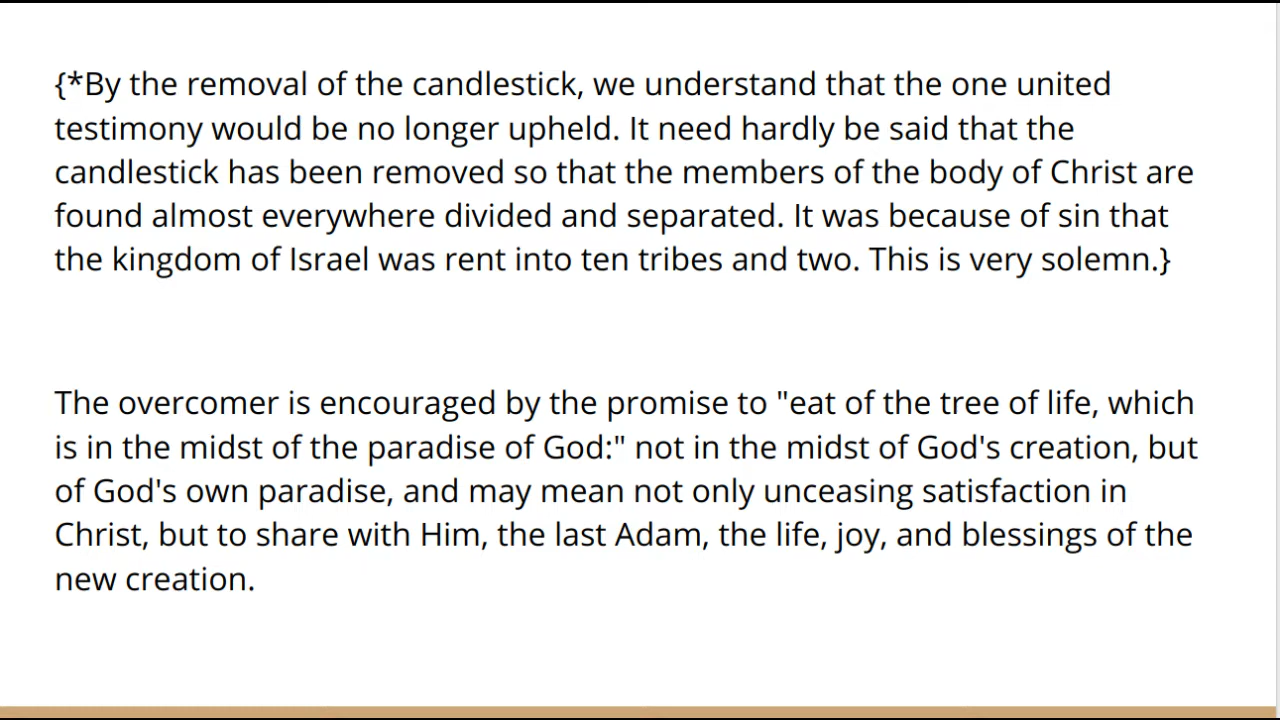 {*By the removal of the candlestick, we understand that the one united
testimony would be no longer upheld. It need hardly be said that the
candlestick has been removed so that the members of the body of Christ are
found almost everywhere divided and separated. It was because of sin that
the kingdom of Israel was rent into ten tribes and two. This is very solemn.}
The overcomer is encouraged by the promise to "eat of the tree of life, which
is in the midst of the paradise of God:" not in the midst of God's creation, but
of God's own paradise, and may mean not only unceasing satisfaction in
Christ, but to share with Him, the last Adam, the life, joy, and blessings of the
new creation.